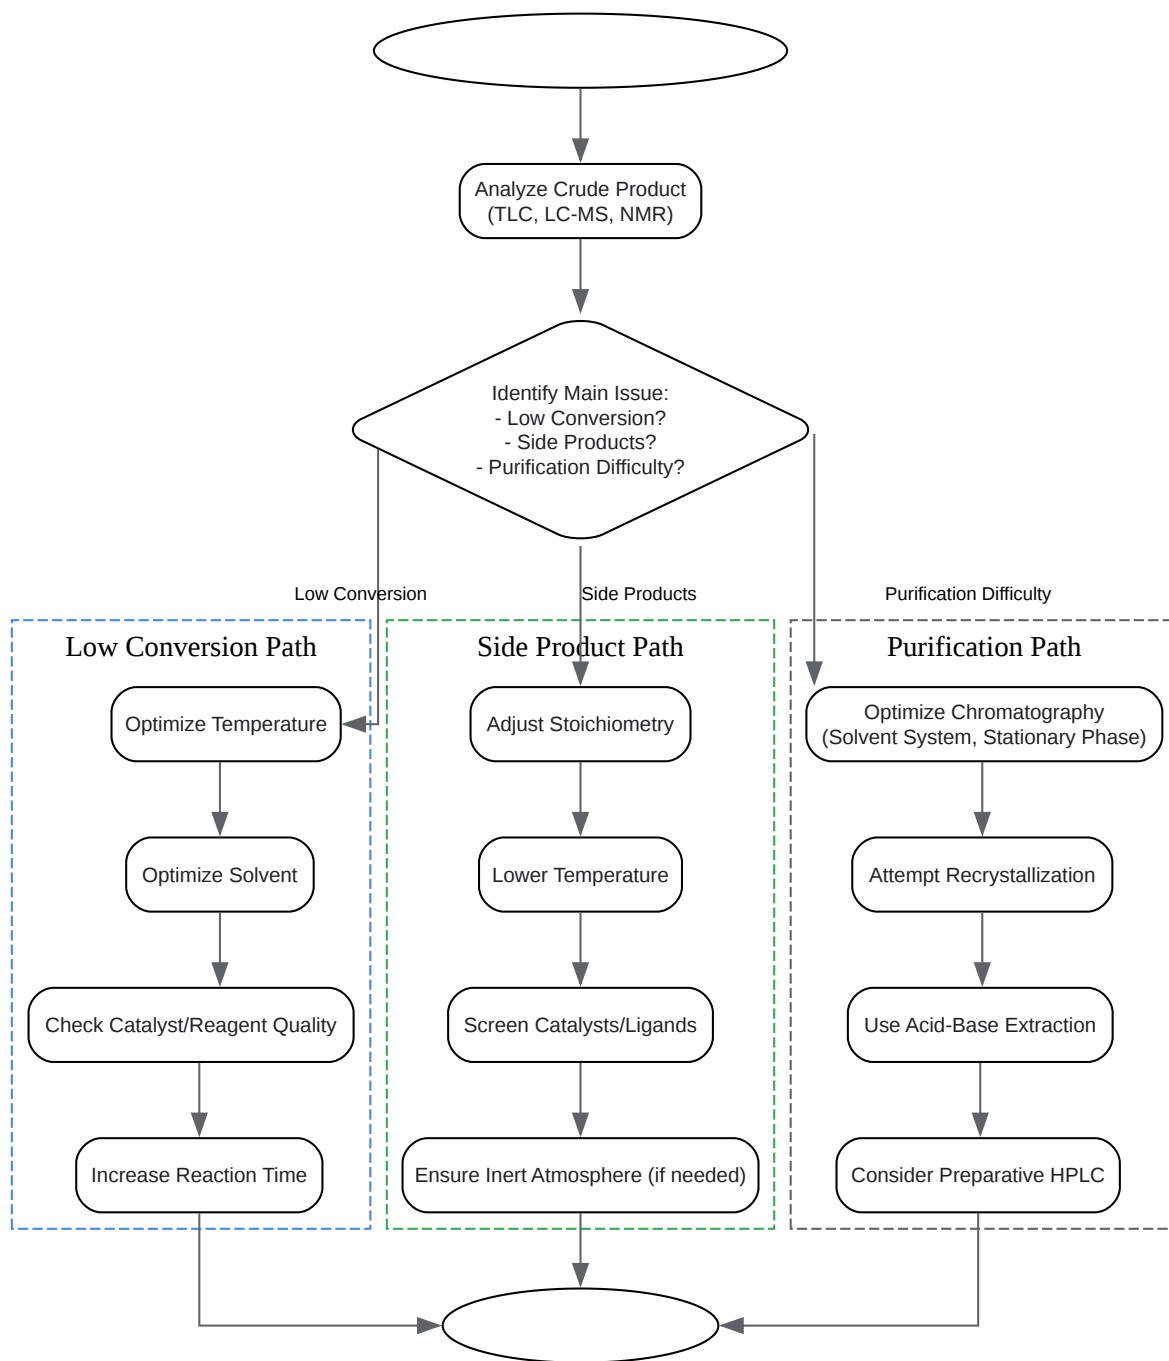 Analyze Crude Product
(TLC, LC-MS, NMR)
Identify Main Issue:
- Low Conversion?
- Side Products?
- Purification Difficulty?
Low Conversion
Side Products
Purification Difficulty
Low Conversion Path
Optimize Temperature
Optimize Solvent
Check Catalyst/Reagent Quality
Increase Reaction Time
Side Product Path
Adjust Stoichiometry
Lower Temperature
Screen Catalysts/Ligands
Ensure Inert Atmosphere (if needed)
Purification Path
Optimize Chromatography
(Solvent System, Stationary Phase)
Attempt Recrystallization
Use Acid-Base Extraction
Consider Preparative HPLC